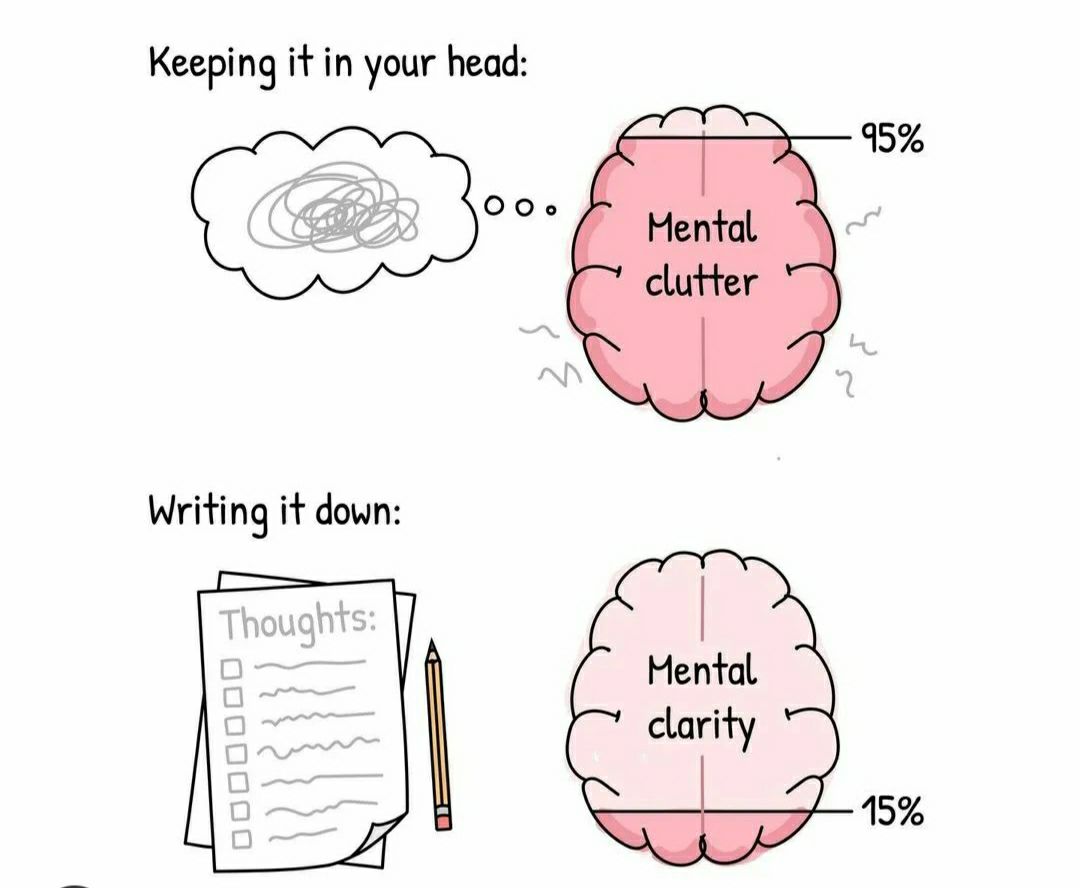 Keeping it in your head:
95%
Mental
clutter
Writing it down:
Thoughts:
Mental
clarity
15%